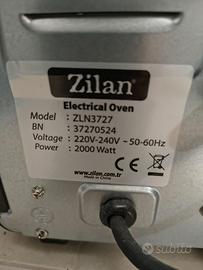 Zilan
Electrical Oven
Model : ZLN3727
BN : 37270524
Voltage : 220V-240V ~ 50-60Hz
Power : 2000 Watt
CE
www.zilan.com.tr
Made in China
subito